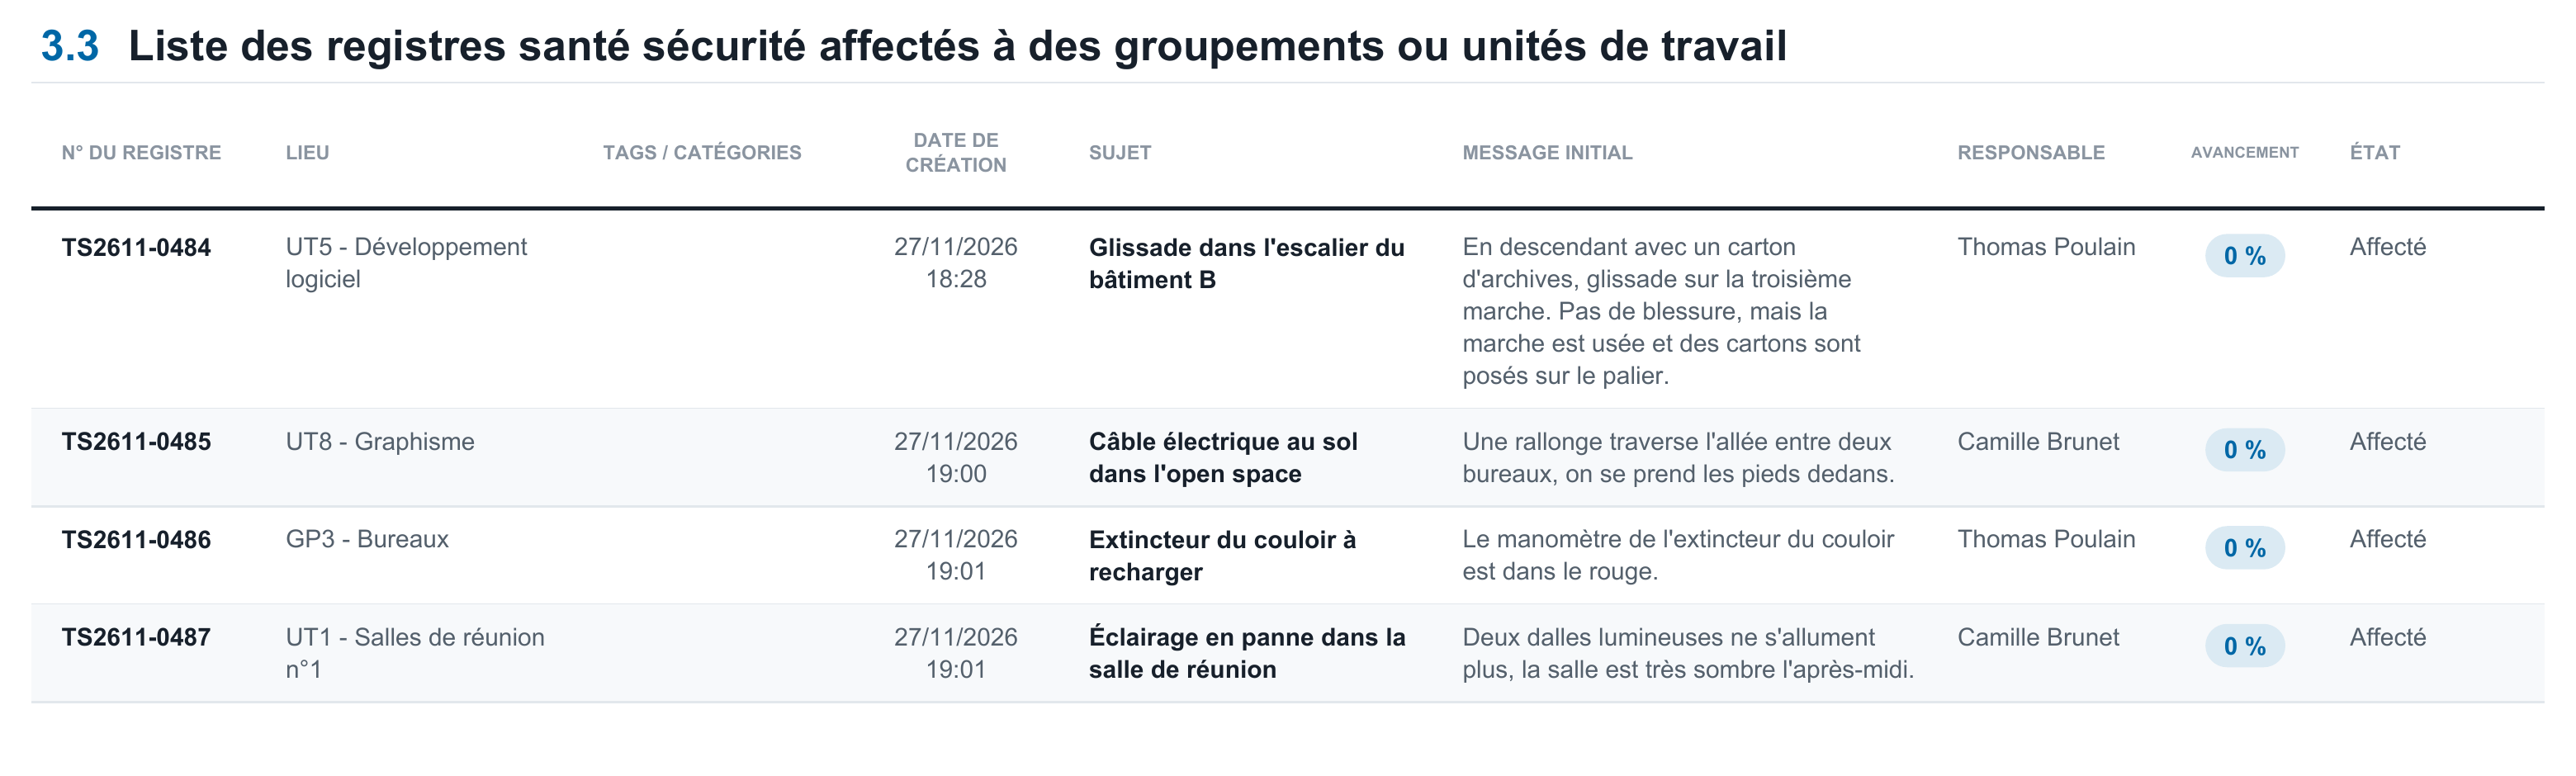 3.3 Liste des registres santé sécurité affectés à des groupements ou unités de travail
N° DU REGISTRE LIEU TAGS / CATÉGORIES DATE DE CRÉATION SUJET MESSAGE INITIAL RESPONSABLE AVANCEMENT ÉTAT
TS2611-0484 UT5 - Développement 27/11/2026 Glissade dans l'escalier du En descendant avec un carton Thomas Poulain 0 % Affecté
logiciel 18:28 bâtiment B d'archives, glissade sur la troisième
marche. Pas de blessure, mais la
marche est usée et des cartons sont
posés sur le palier.
TS2611-0485 UT8 - Graphisme 27/11/2026 Câble électrique au sol Une rallonge traverse l'allée entre deux Camille Brunet 0 % Affecté
19:00 dans l'open space bureaux, on se prend les pieds dedans.
TS2611-0486 GP3 - Bureaux 27/11/2026 Extincteur du couloir à Le manomètre de l'extincteur du couloir Thomas Poulain 0 % Affecté
19:01 recharger est dans le rouge.
TS2611-0487 UT1 - Salles de réunion 27/11/2026 Éclairage en panne dans la Deux dalles lumineuses ne s'allument Camille Brunet 0 % Affecté
n°1 19:01 salle de réunion plus, la salle est très sombre l'après-midi.